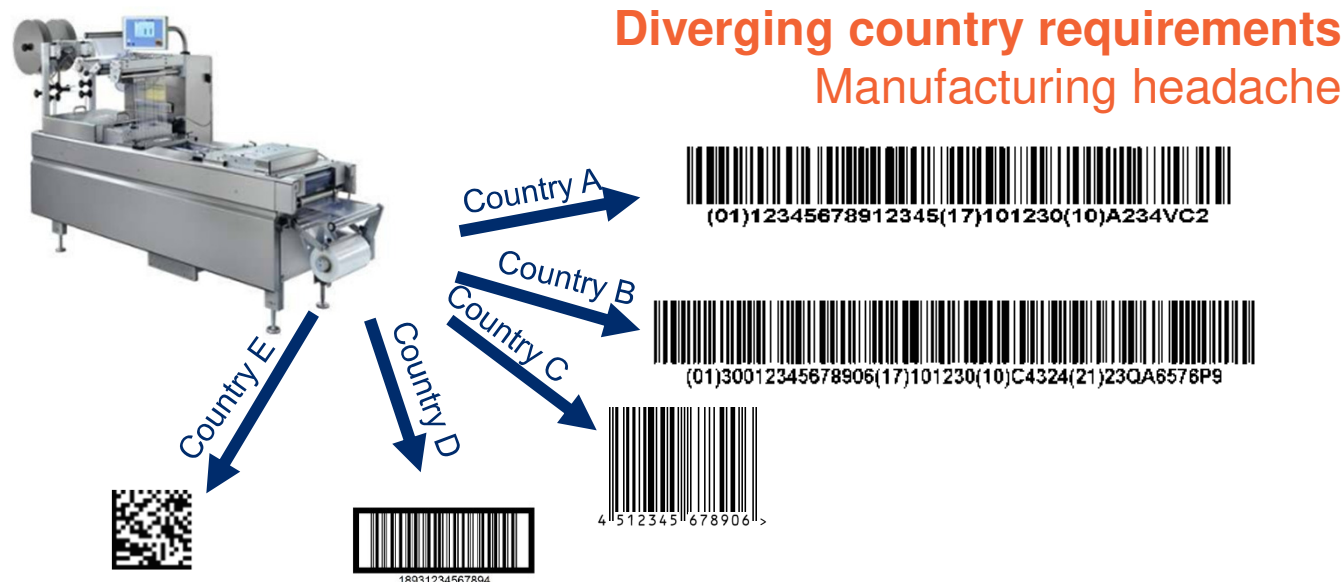 Diverging country requirements
Manufacturing headache
Country A
(01)12345678912345(17)101230(10)A234VC2
Country B
(01)30012345678906(17)101230(10)C4324(21)23QA6576P9
Country C
4 512345 678906 >
Country D
18931234567894
Country E